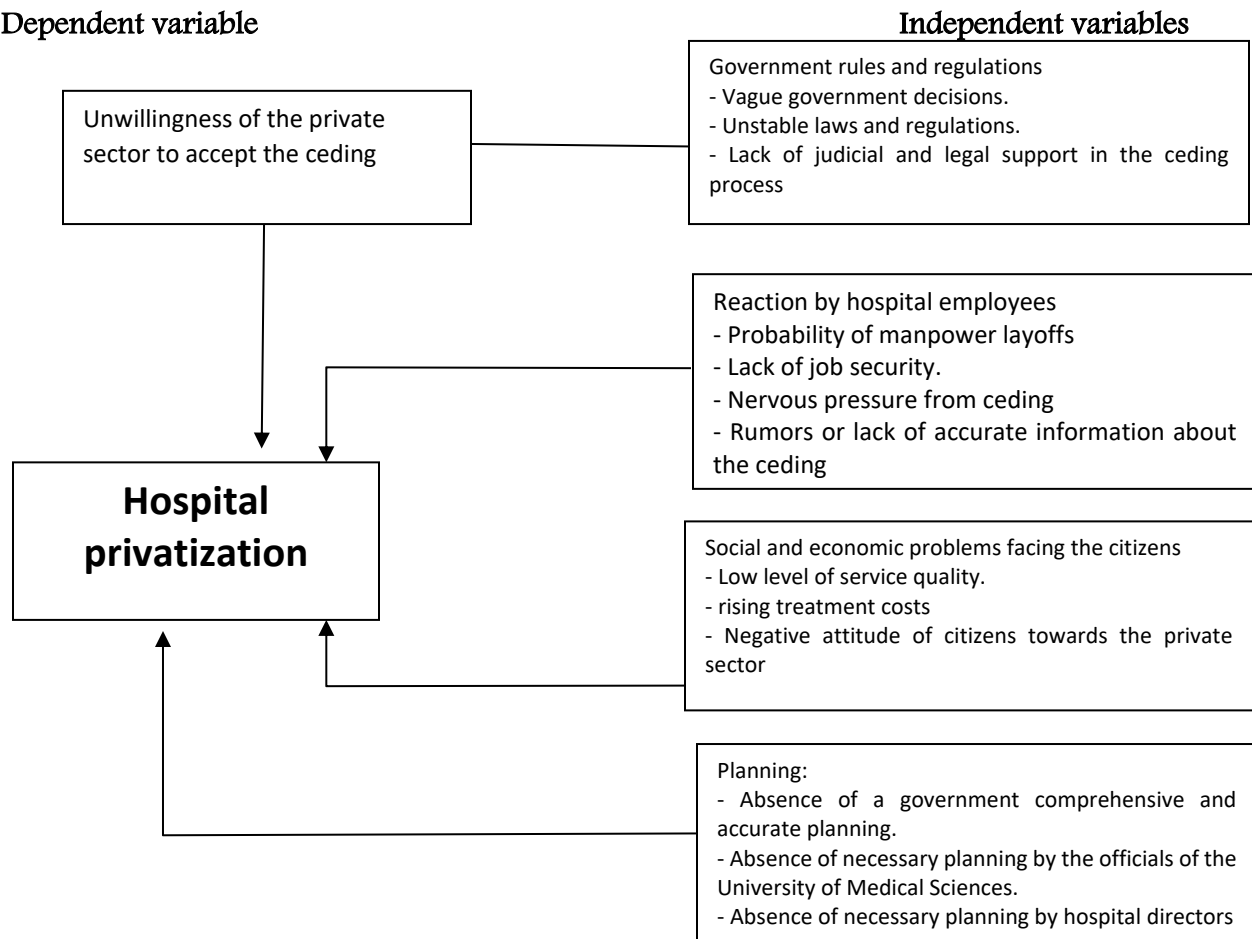 Dependent variable
Independent variables
Unwillingness of the private
sector to accept the ceding
Government rules and regulations
- Vague government decisions.
- Unstable laws and regulations.
- Lack of judicial and legal support in the ceding
process
Reaction by hospital employees
- Probability of manpower layoffs
- Lack of job security.
- Nervous pressure from ceding
- Rumors or lack of accurate information about
the ceding
Hospital
privatization
Social and economic problems facing the citizens
- Low level of service quality.
- rising treatment costs
- Negative attitude of citizens towards the private
sector
Planning:
- Absence of a government comprehensive and
accurate planning.
- Absence of necessary planning by the officials of the
University of Medical Sciences.
- Absence of necessary planning by hospital directors